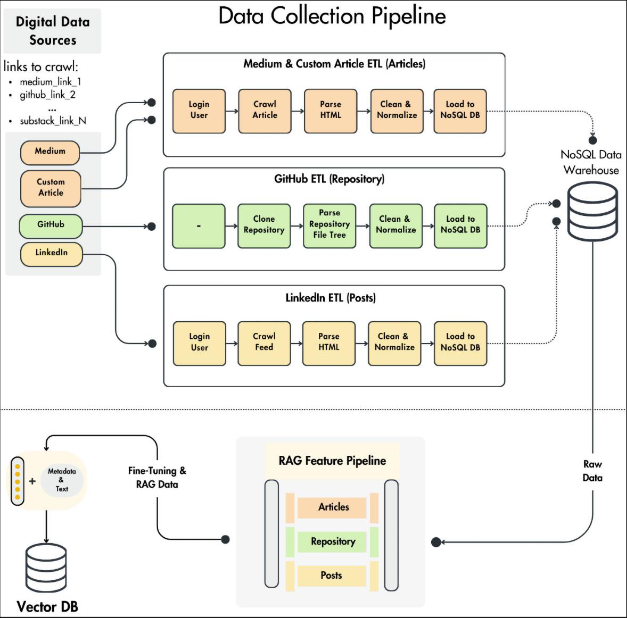 Data Collection Pipeline
Digital Data
Sources
links to crawl:
• medium_link_1
• github_link_2
...
• substack_link_N
Medium
Custom
Article
GitHub
LinkedIn
Medium & Custom Article ETL (Articles)
Login
User
Crawl
Article
Parse
HTML
Clean &
Normalize
Load to
NoSQL DB
GitHub ETL (Repository)
-
Clone
Repository
Parse
Repository
File Tree
Clean &
Normalize
Load to
NoSQL DB
LinkedIn ETL (Posts)
Login
User
Crawl
Feed
Parse
HTML
Clean &
Normalize
Load to
NoSQL DB
NoSQL Data
Warehouse
Raw
Data
RAG Feature Pipeline
Articles
Repository
Posts
Fine-Tuning &
RAG Data
+
Metadata
&
Text
Vector DB